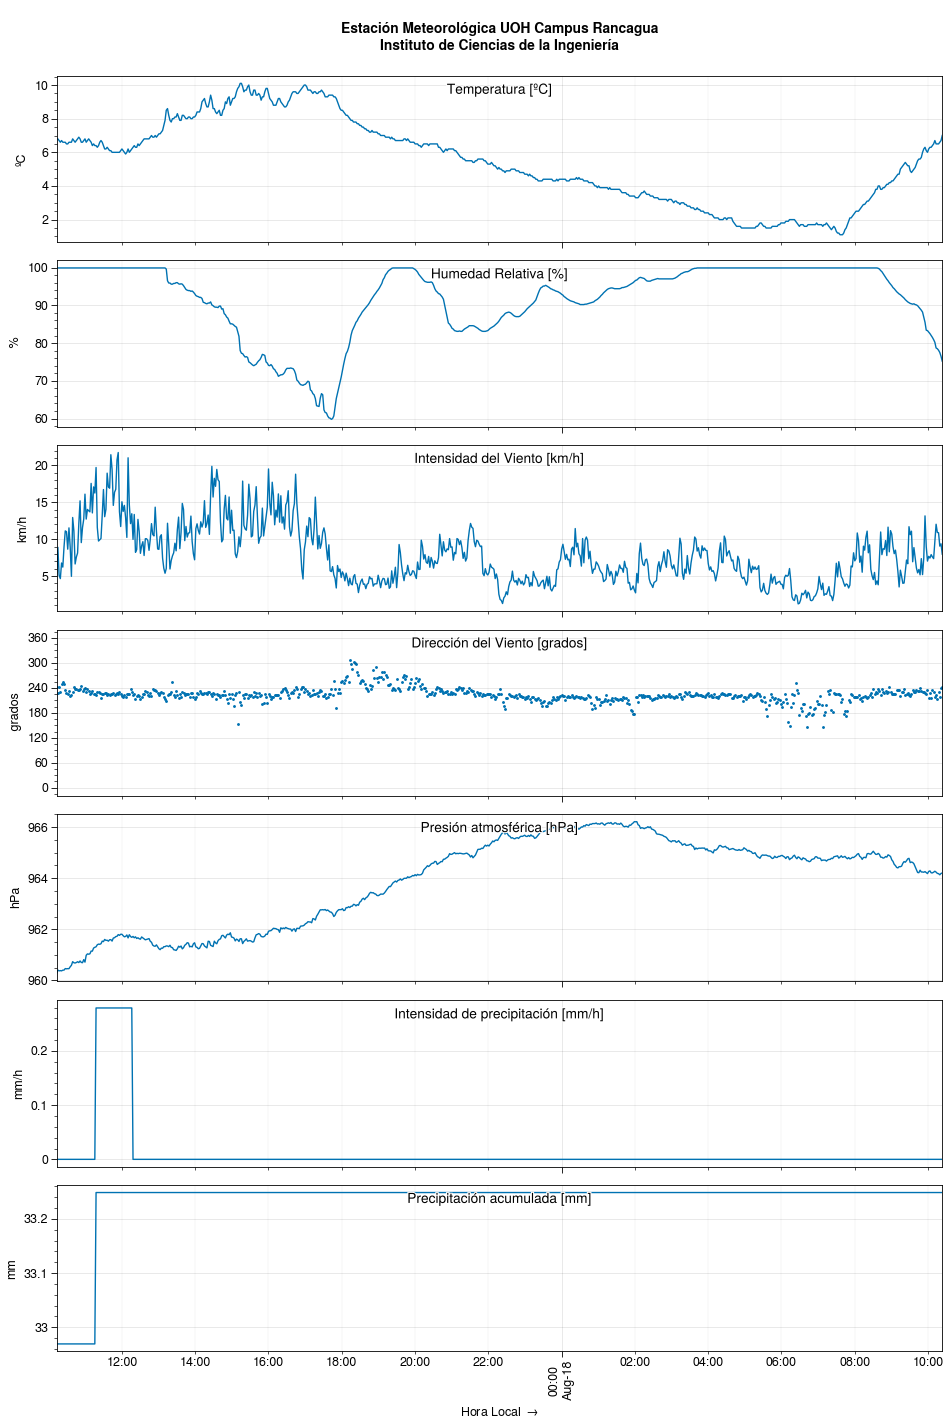 Estación Meteorológica UOH Campus Rancagua
Instituto de Ciencias de la Ingeniería
Temperatura [ºC]
10
8
6
4
2
ºC
Humedad Relativa [%]
100
90
80
70
60
%
Intensidad del Viento [km/h]
20
15
10
5
km/h
Dirección del Viento [grados]
360
300
240
180
120
60
0
grados
Presión atmosférica [hPa]
966
964
962
960
hPa
Intensidad de precipitación [mm/h]
0.2
0.1
0
mm/h
Precipitación acumulada [mm]
33.2
33.1
33
mm
12:00 14:00 16:00 18:00 20:00 22:00 00:00 02:00 04:00 06:00 08:00 10:00
Aug-18
Hora Local →